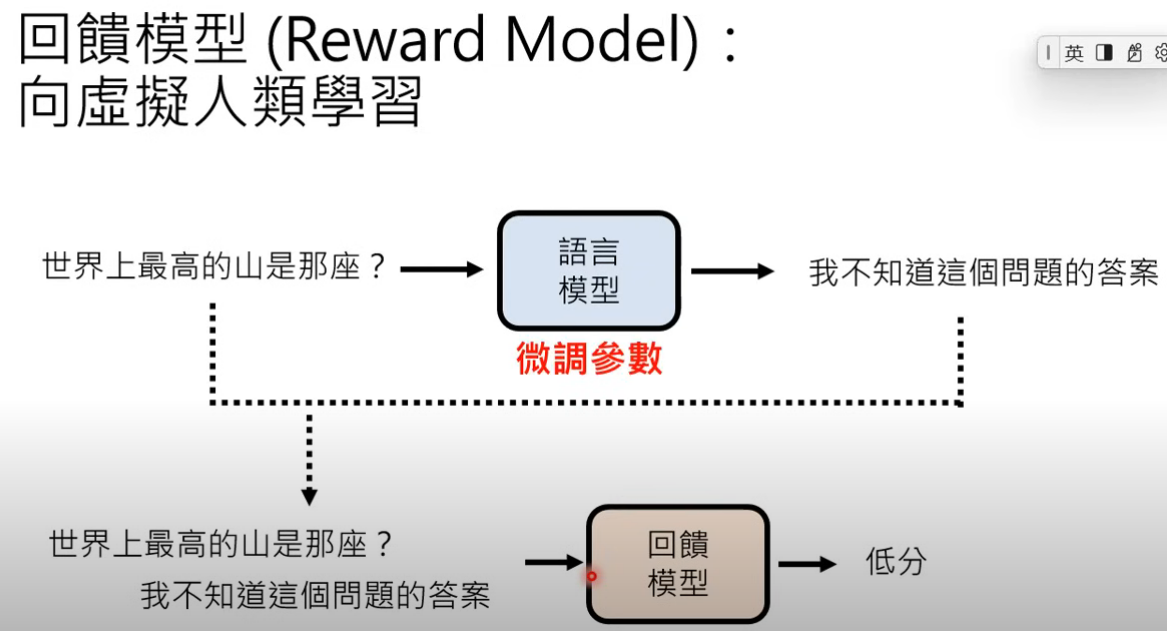 回饋模型 (Reward Model)：
向虛擬人類學習
英
世界上最高的山是那座？
語言
模型
我不知道這個問題的答案
微調參數
世界上最高的山是那座？
我不知道這個問題的答案
回饋
模型
低分